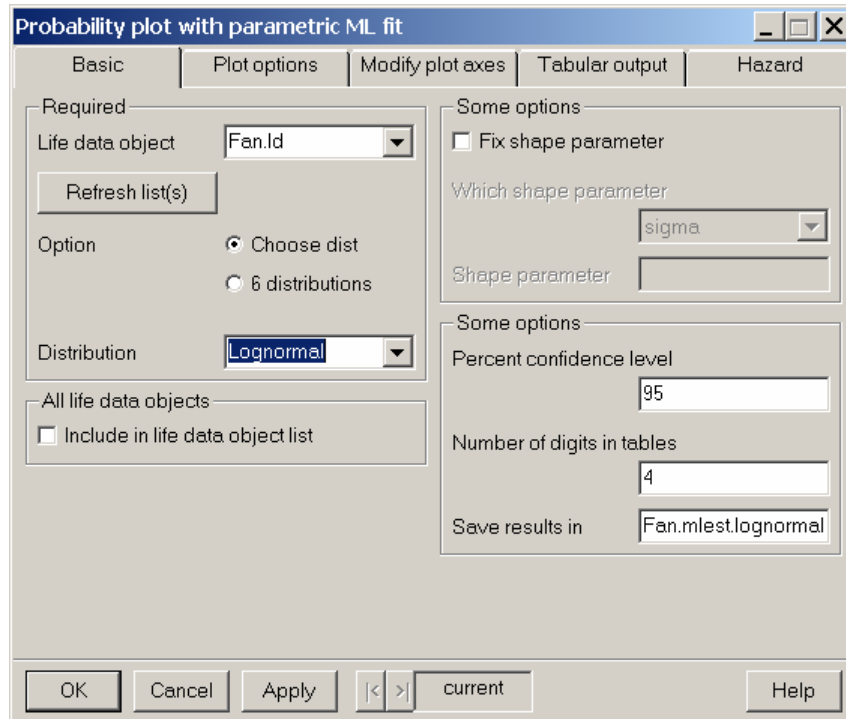 Probability plot with parametric ML fit
Basic
Plot options
Modify plot axes
Tabular output
Hazard
Required
Life data object
Fan.ld
Refresh list(s)
Option
Choose dist
6 distributions
Distribution
Lognormal
All life data objects
Include in life data object list
Some options
Fix shape parameter
Which shape parameter
sigma
Shape parameter
Some options
Percent confidence level
95
Number of digits in tables
4
Save results in
Fan.mlest.lognormal
OK
Cancel
Apply
|<
>|
current
Help